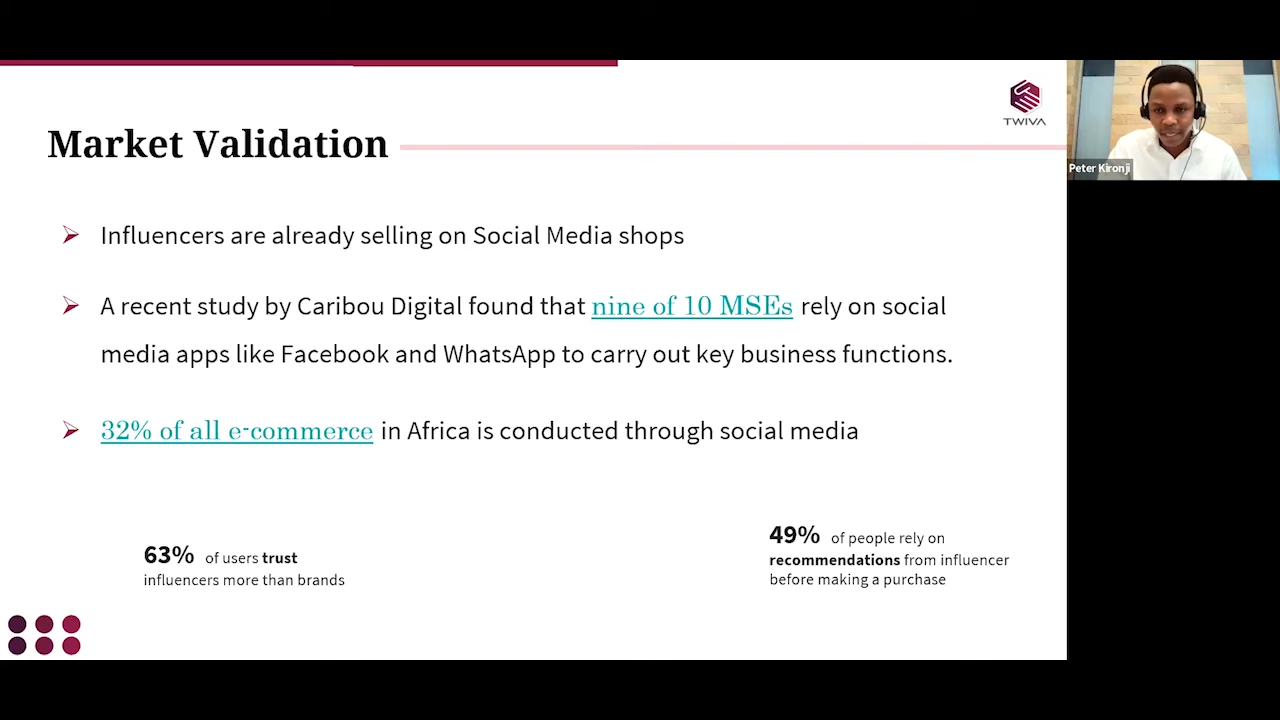 TWIVA
Market Validation
Peter Kironji
Influencers are already selling on Social Media shops
A recent study by Caribou Digital found that nine of 10 MSEs rely on social
media apps like Facebook and WhatsApp to carry out key business functions.
32% of all e-commerce in Africa is conducted through social media
63% of users trust
influencers more than brands
49% of people rely on
recommendations from influencer
before making a purchase